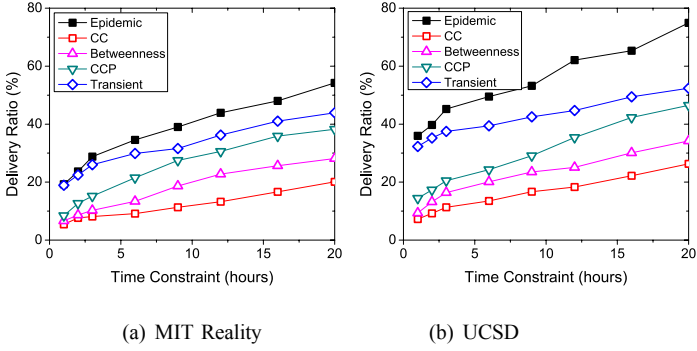 80
60
40
20
0
Delivery Ratio (%)
Epidemic
CC
Betweenness
CCP
Transient
0 5 10 15 20
Time Constraint (hours)
(a) MIT Reality
80
60
40
20
0
Delivery Ratio (%)
Epidemic
CC
Betweenness
CCP
Transient
0 5 10 15 20
Time Constraint (hours)
(b) UCSD